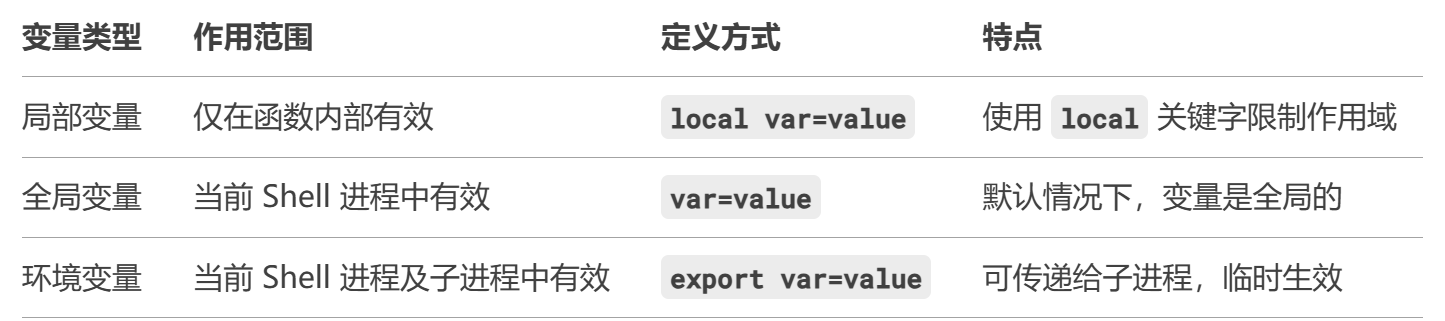 变量类型 作用范围 定义方式 特点
局部变量 仅在函数内部有效 local var=value 使用 local 关键字限制作用域
全局变量 当前 Shell 进程中有效 var=value 默认情况下，变量是全局的
环境变量 当前 Shell 进程及子进程中有效 export var=value 可传递给子进程，临时生效